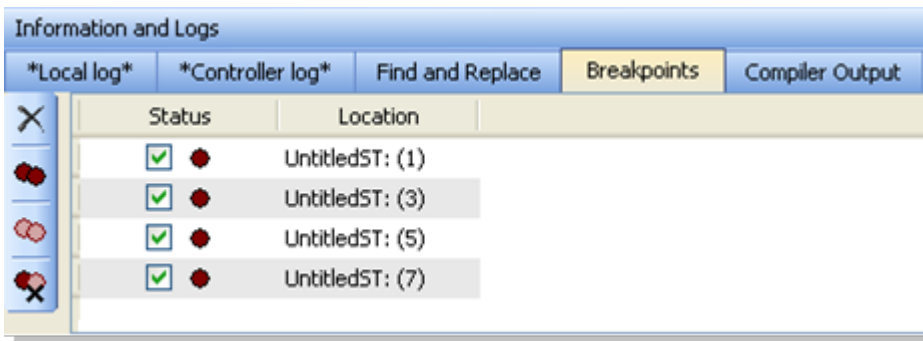 Information and Logs
*Local log* *Controller log* Find and Replace Breakpoints Compiler Output
Status Location
UntitledST: (1)
UntitledST: (3)
UntitledST: (5)
UntitledST: (7)